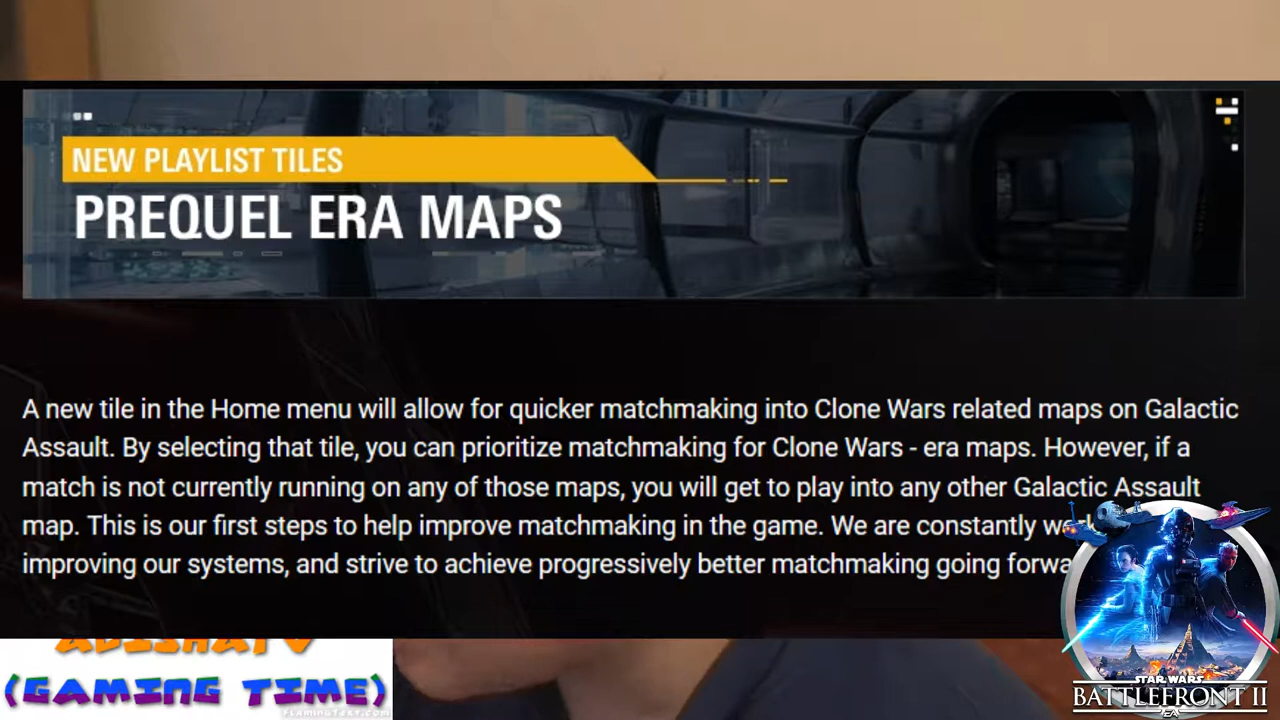 NEW PLAYLIST TILES
PREQUEL ERA MAPS
A new tile in the Home menu will allow for quicker matchmaking into Clone Wars related maps on Galactic
Assault. By selecting that tile, you can prioritize matchmaking for Clone Wars - era maps. However, if a
match is not currently running on any of those maps, you will get to play into any other Galactic Assault
map. This is our first steps to help improve matchmaking in the game. We are constantly
improving our systems, and strive to achieve progressively better matchmaking going
(GAMING TIME)
FlamingText.com
STAR WARS
BATTLEFRONT II
EA